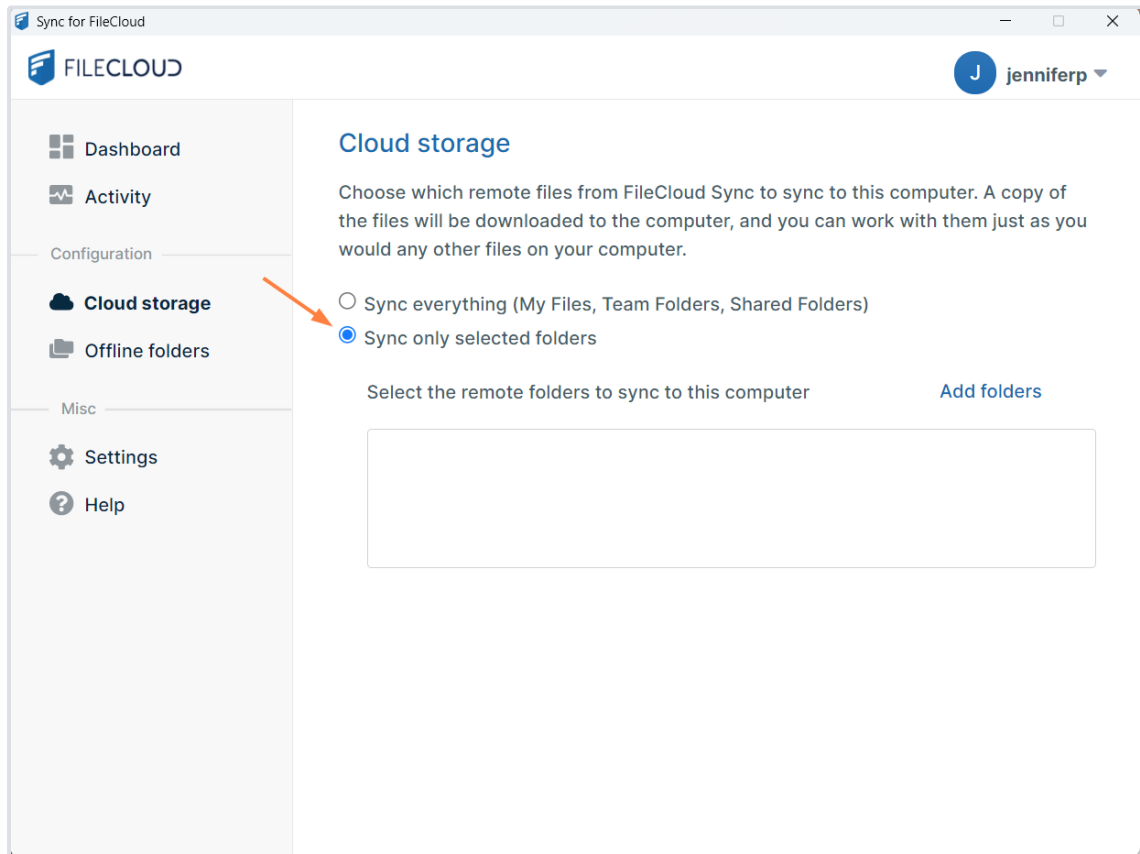 Sync for FileCloud
FILECLOUD
J
jenniferp
Dashboard
Activity
Configuration
Cloud storage
Offline folders
Misc
Settings
Help
Cloud storage
Choose which remote files from FileCloud Sync to sync to this computer. A copy of
the files will be downloaded to the computer, and you can work with them just as you
would any other files on your computer.
Sync everything (My Files, Team Folders, Shared Folders)
Sync only selected folders
Select the remote folders to sync to this computer
Add folders